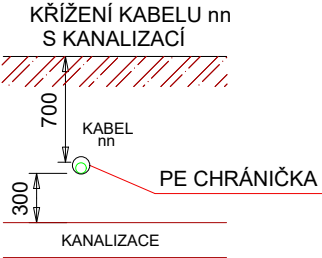 KŘÍŽENÍ KABELU nn
S KANALIZACÍ
700
KABEL
nn
PE CHRÁNIČKA
300
KANALIZACE